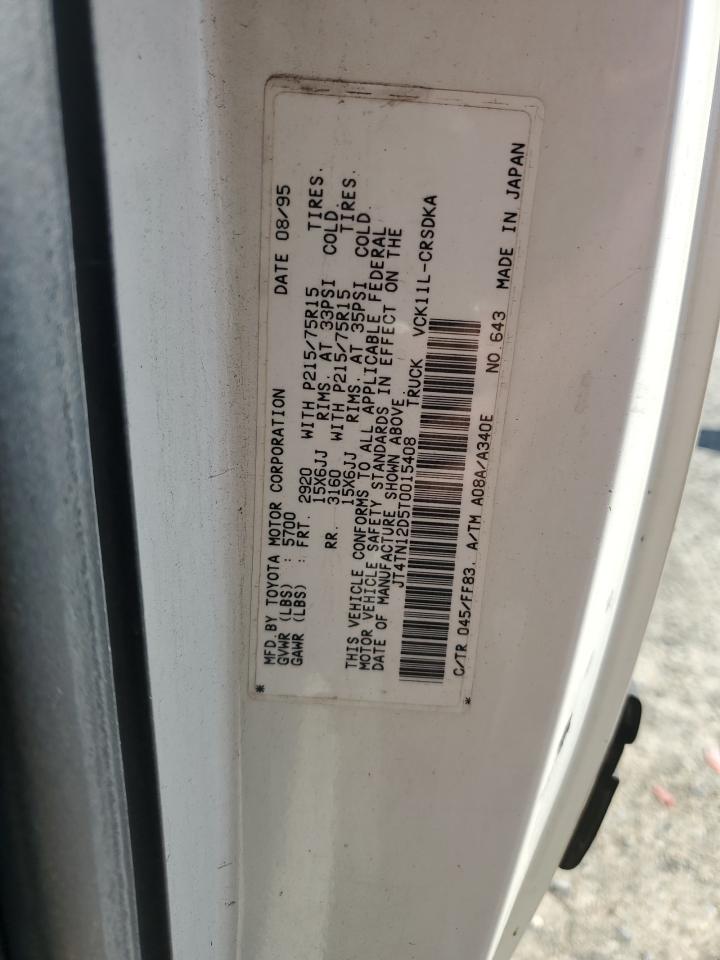 MFD. BY TOYOTA MOTOR CORPORATION DATE 08/95
GVWR (LBS) : 5700
GAWR (LBS) : FRT. 2920 WITH P215/75R15 TIRES.
15X6JJ RIMS. AT 33PSI COLD.
RR. 3160 WITH P215/75R15 TIRES.
15X6JJ RIMS. AT 35PSI COLD.
THIS VEHICLE CONFORMS TO ALL APPLICABLE FEDERAL
MOTOR VEHICLE SAFETY STANDARDS IN EFFECT ON THE
DATE OF MANUFACTURE SHOWN ABOVE.
JT4TN12D5T0015408 TRUCK VCK11L-CRSDKA
* *
C/TR 045/FF83. A/TM A08A/A340E NO.643 MADE IN JAPAN